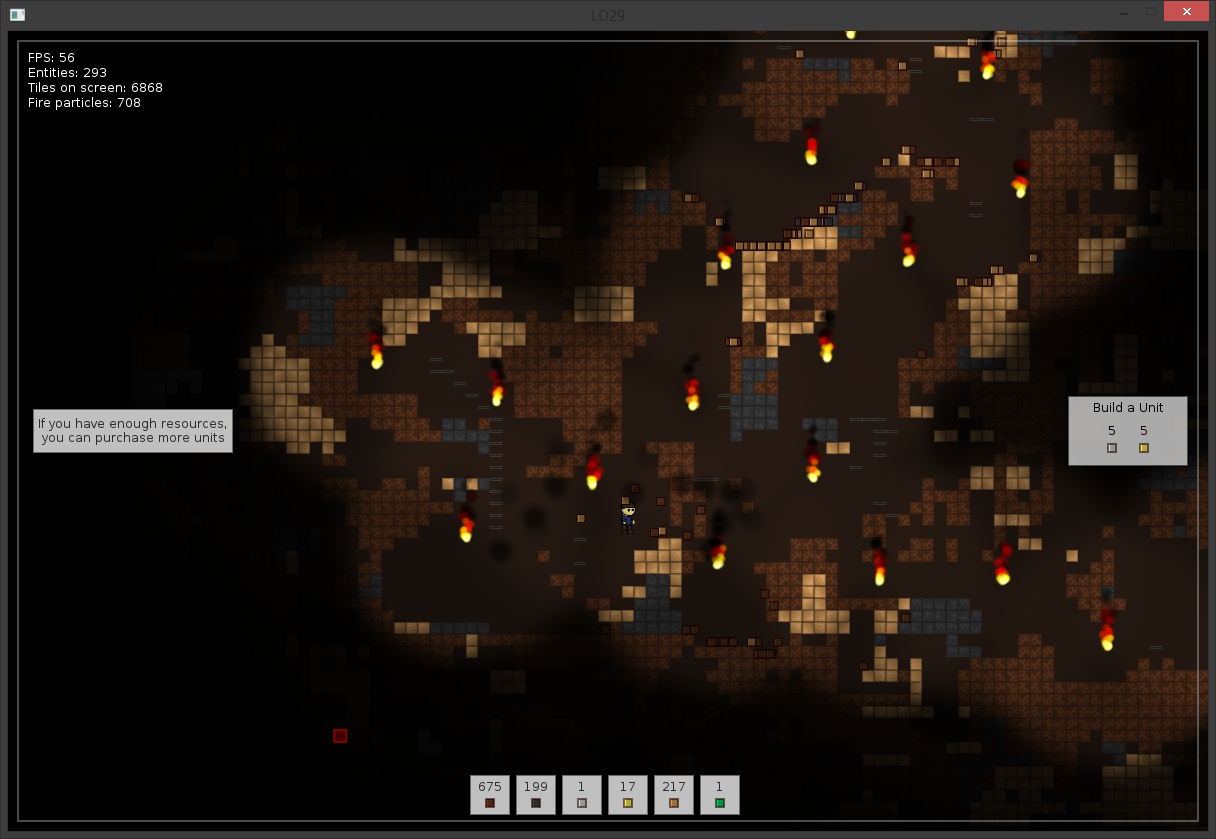 LD29
FPS: 56
Entities: 293
Tiles on screen: 6868
Fire particles: 708
If you have enough resources,
you can purchase more units
Build a Unit
5 5
675 199 1 17 217 1